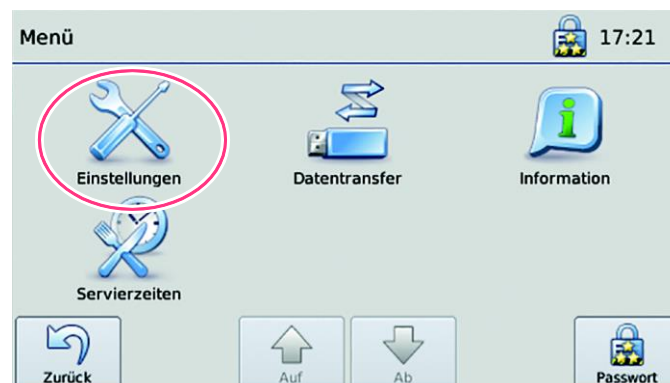 Menü 17:21
Einstellungen Datentransfer Information
Servierzeiten
Zurück Auf Ab Passwort